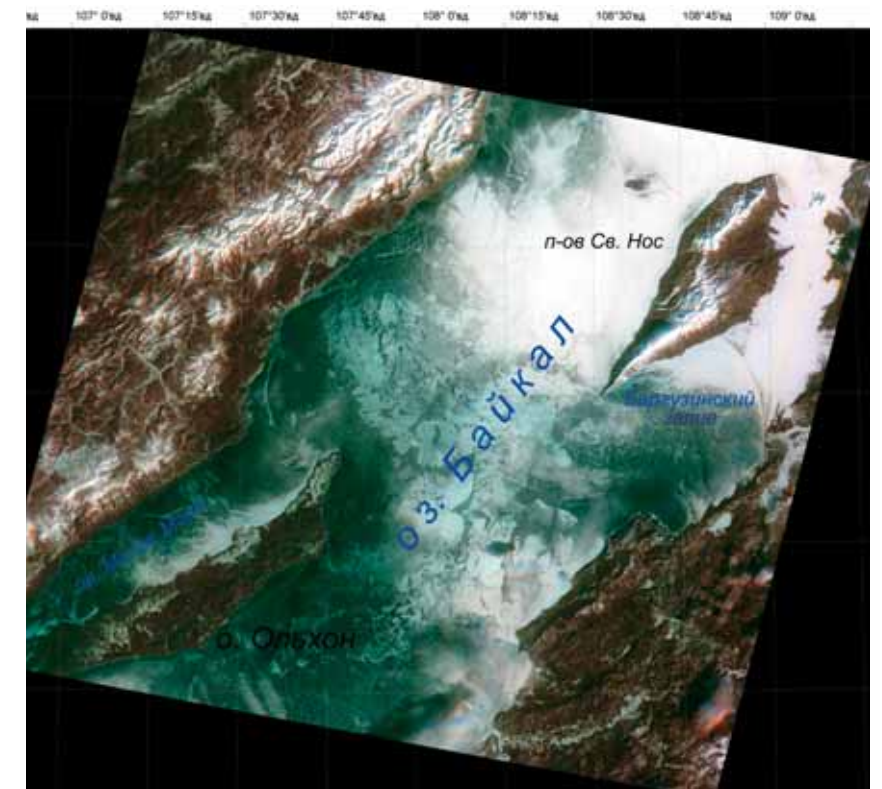 107° 0'вд 107°15'вд 107°30'вд 107°45'вд 108° 0'вд 108°15'вд 108°30'вд 108°45'вд 109° 0'вд
п-ов Св. Нос
оз. Байкал
Баргузинский
залив
о. Ольхон